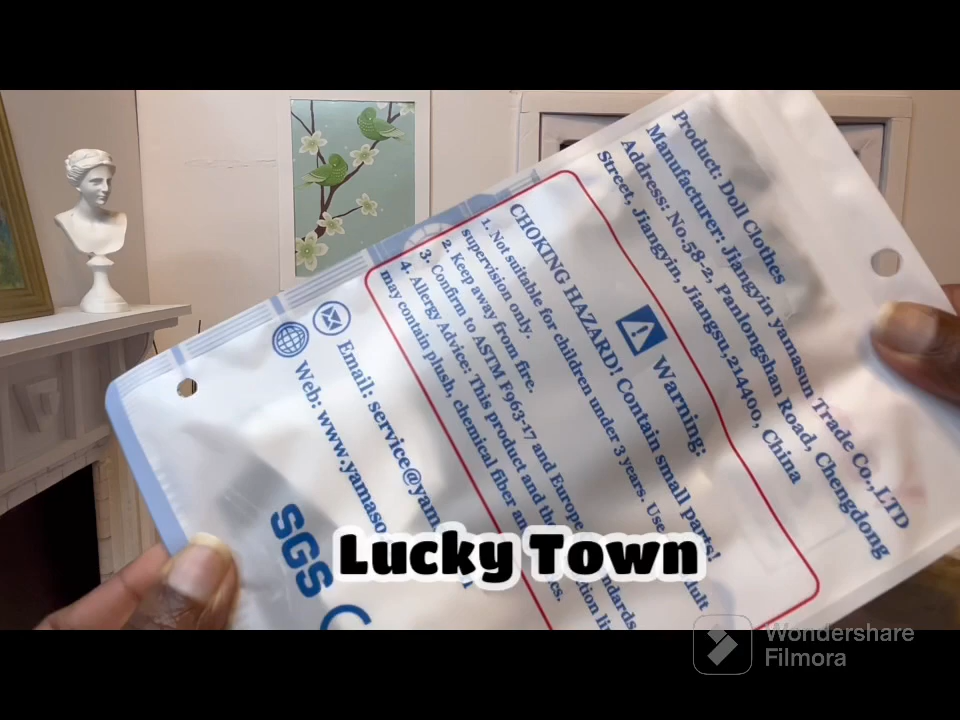 Product: Doll Clothes
Manufacturer: Jiangyin yamasun Trade Co.,LTD
Address: No.58-2, Panlongshan Road, Chengdong
Street, Jiangyin, Jiangsu,214400, China
Warning:
CHOKING HAZARD! Contain small parts!
1. Not suitable for children under 3 years. Use
supervision only.
2. Keep away from fire.
3. Confirm to ASTM F963-17 and
4. Allergy Advice: This product and
may contain plush, chemical fiber
Email: service@yam
Web: www.yamaso
SGS
Lucky Town
Wondershare
Filmora